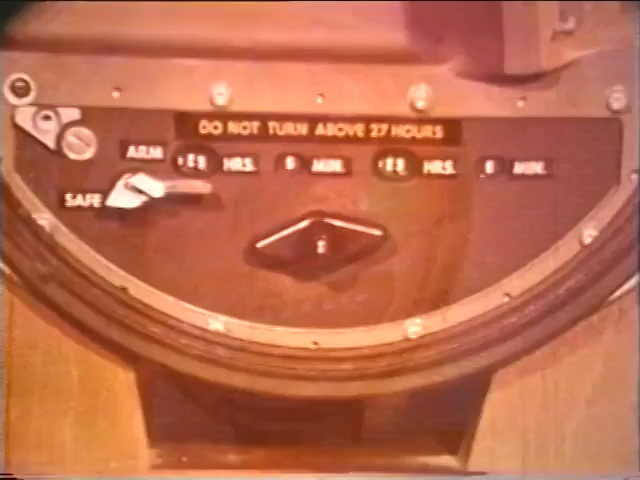 DO NOT TURN ABOVE 27 HOURS
ARM HRS. MIN. HRS. MIN.
SAFE